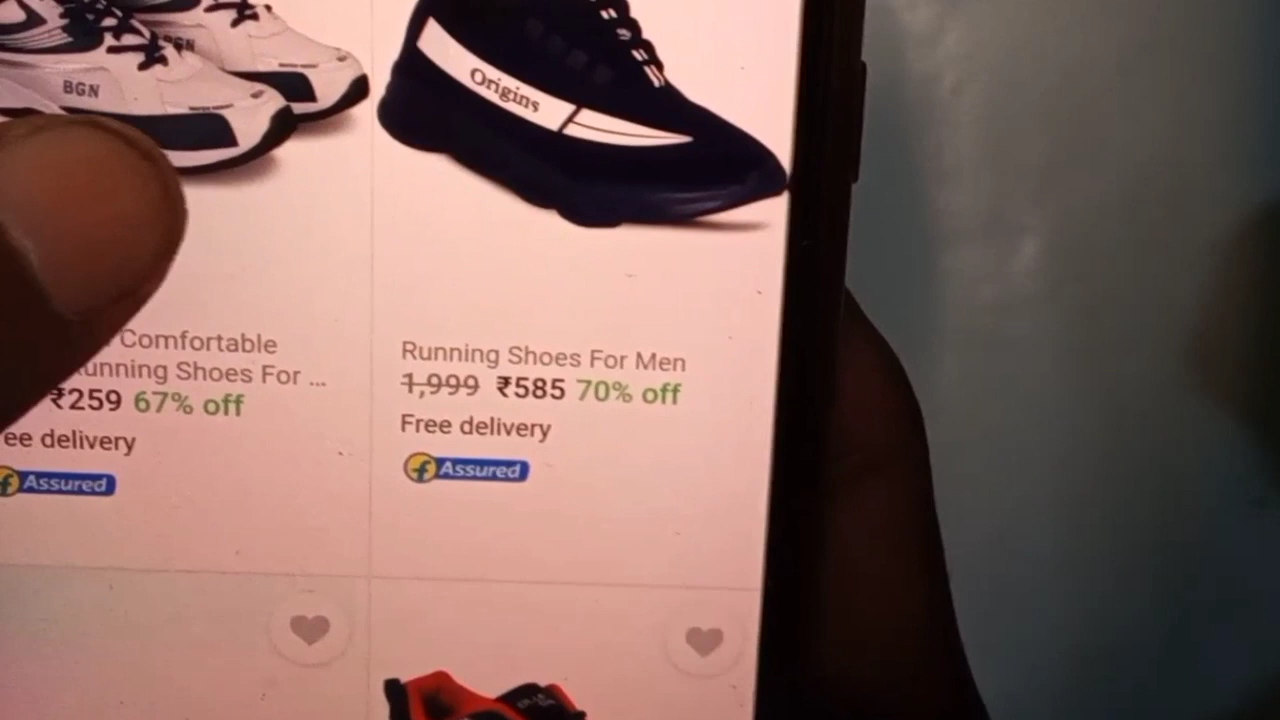 BGN
BGN
Origins
Comfortable
unning Shoes For ...
₹259 67% off
ee delivery
Assured
Running Shoes For Men
1,999 ₹585 70% off
Free delivery
Assured